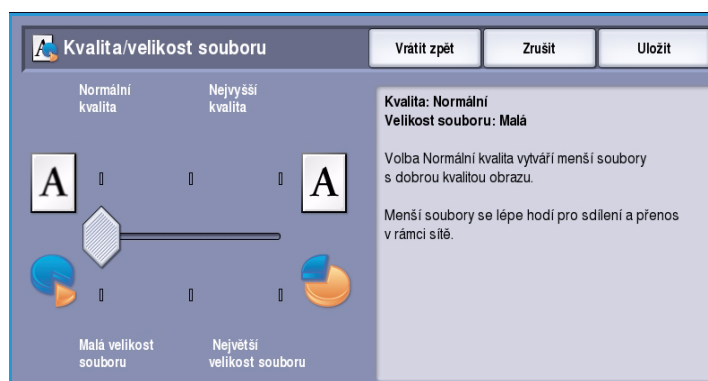 Kvalita/velikost souboru
Vrátit zpět
Zrušit
Uložit
Normální
kvalita
Nejvyšší
kvalita
A
A
Malá velikost
souboru
Největší
velikost souboru
Kvalita: Normální
Velikost souboru: Malá
Volba Normální kvalita vytváří menší soubory
s dobrou kvalitou obrazu.
Menší soubory se lépe hodí pro sdílení a přenos
v rámci sítě.